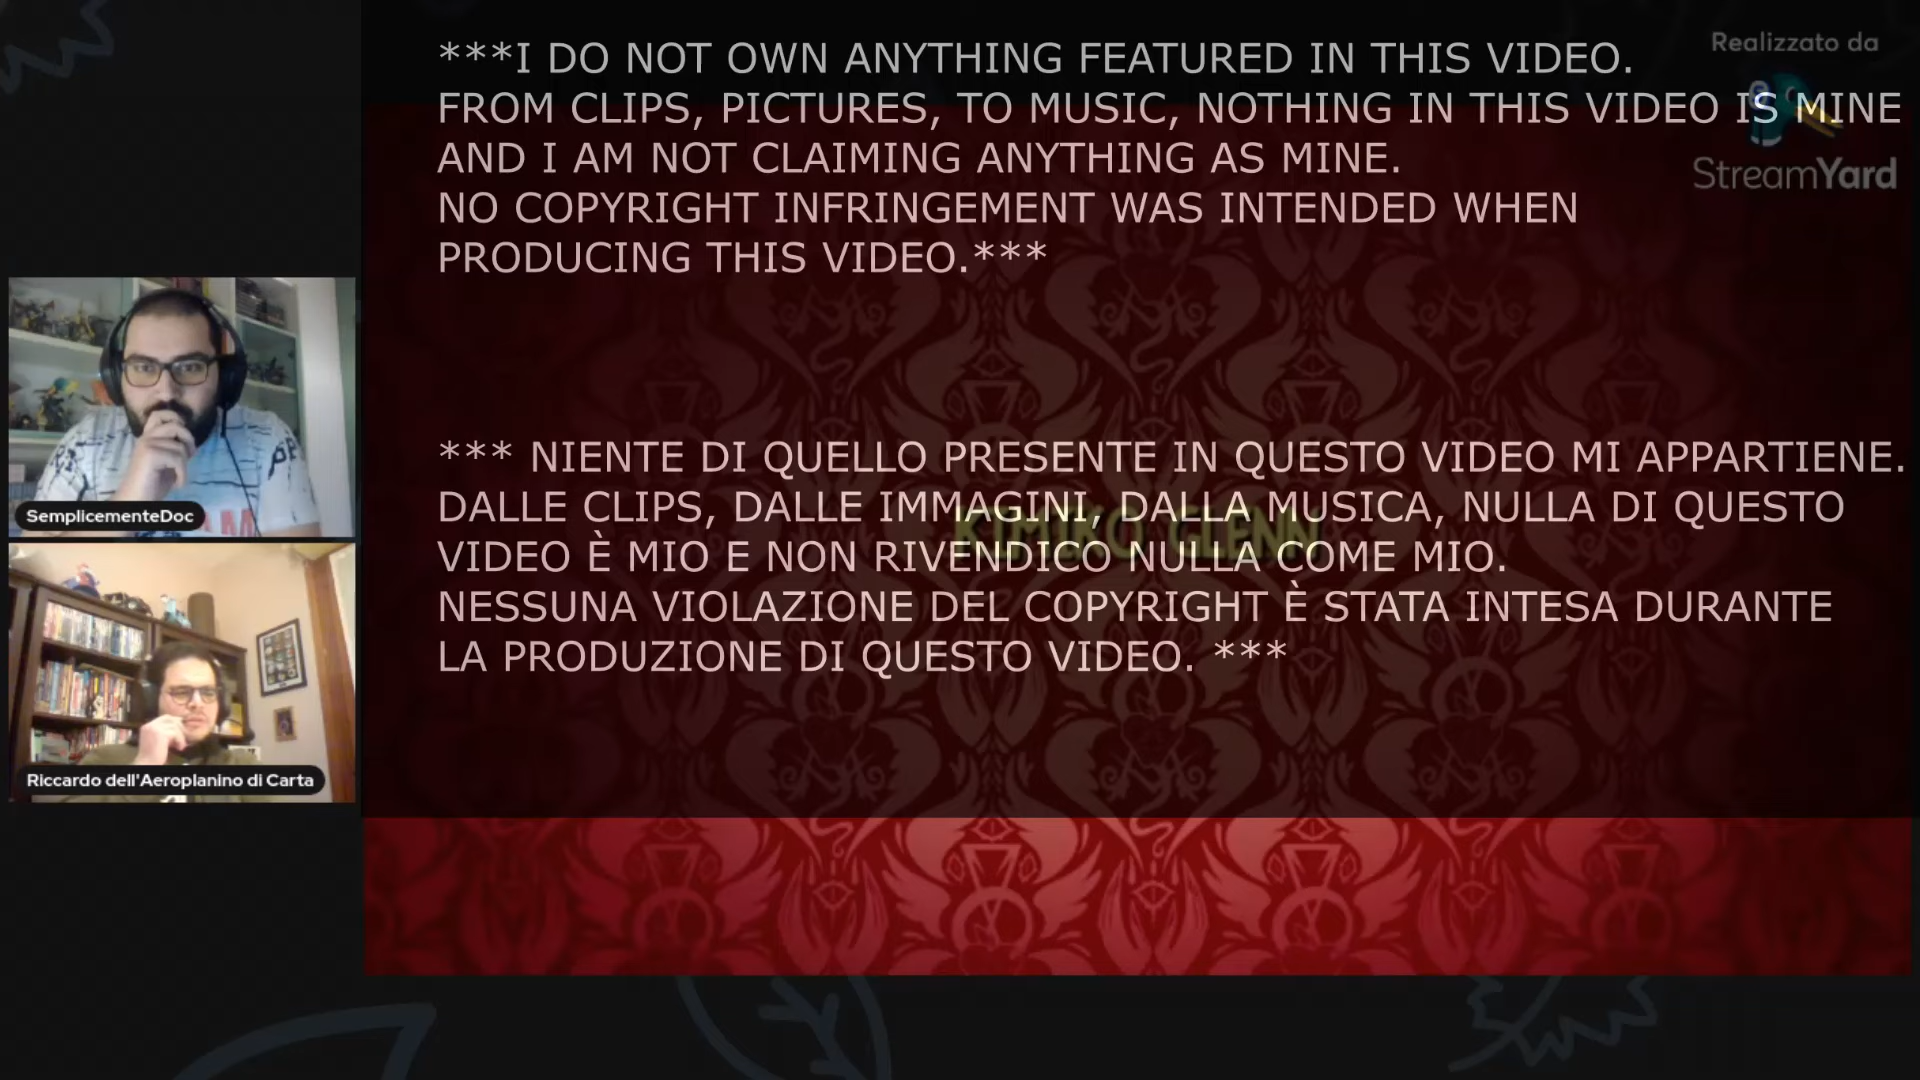 ***I DO NOT OWN ANYTHING FEATURED IN THIS VIDEO.
FROM CLIPS, PICTURES, TO MUSIC, NOTHING IN THIS VIDEO IS MINE
AND I AM NOT CLAIMING ANYTHING AS MINE.
NO COPYRIGHT INFRINGEMENT WAS INTENDED WHEN
PRODUCING THIS VIDEO.***
Realizzato da
StreamYard
*** NIENTE DI QUELLO PRESENTE IN QUESTO VIDEO MI APPARTIENE.
DALLE CLIPS, DALLE IMMAGINI, DALLA MUSICA, NULLA DI QUESTO
VIDEO È MIO E NON RIVENDICO NULLA COME MIO.
NESSUNA VIOLAZIONE DEL COPYRIGHT È STATA INTESA DURANTE
LA PRODUZIONE DI QUESTO VIDEO. ***
KIMIKO GLENN
SemplicementeDoc
Riccardo dell'Aeroplanino di Carta